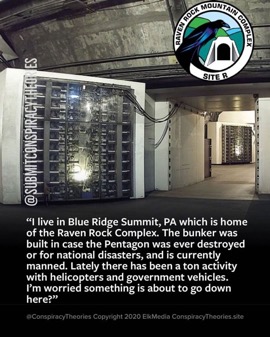 RAVEN ROCK MOUNTAIN COMPLEX
SITE R
@SUBMITCONSPIRACYTHEORIES
“I live in Blue Ridge Summit, PA which is home
of the Raven Rock Complex. The bunker was
built in case the Pentagon was ever destroyed
or for national disasters, and is currently
manned. Lately there has been a ton activity
with helicopters and government vehicles.
I’m worried something is about to go down
here?”
@ConspiracyTheories Copyright 2020 ElkMedia ConspiracyTheories.site